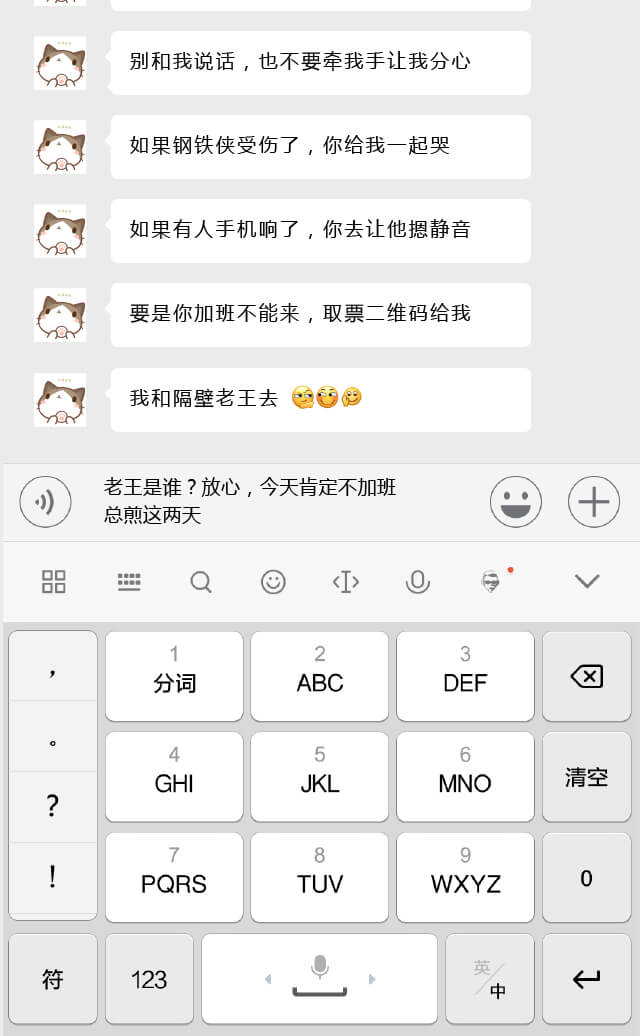 别和我说话，也不要牵我手让我分心
如果钢铁侠受伤了，你给我一起哭
如果有人手机响了，你去让他摁静音
要是你加班不能来，取票二维码给我
我和隔壁老王去
老王是谁？放心，今天肯定不加班
总煎这两天
，
1
分词
2
ABC
3
DEF
。
4
GHI
5
JKL
6
MNO
清空
？
！
7
PQRS
8
TUV
9
WXYZ
0
符
123
英/中